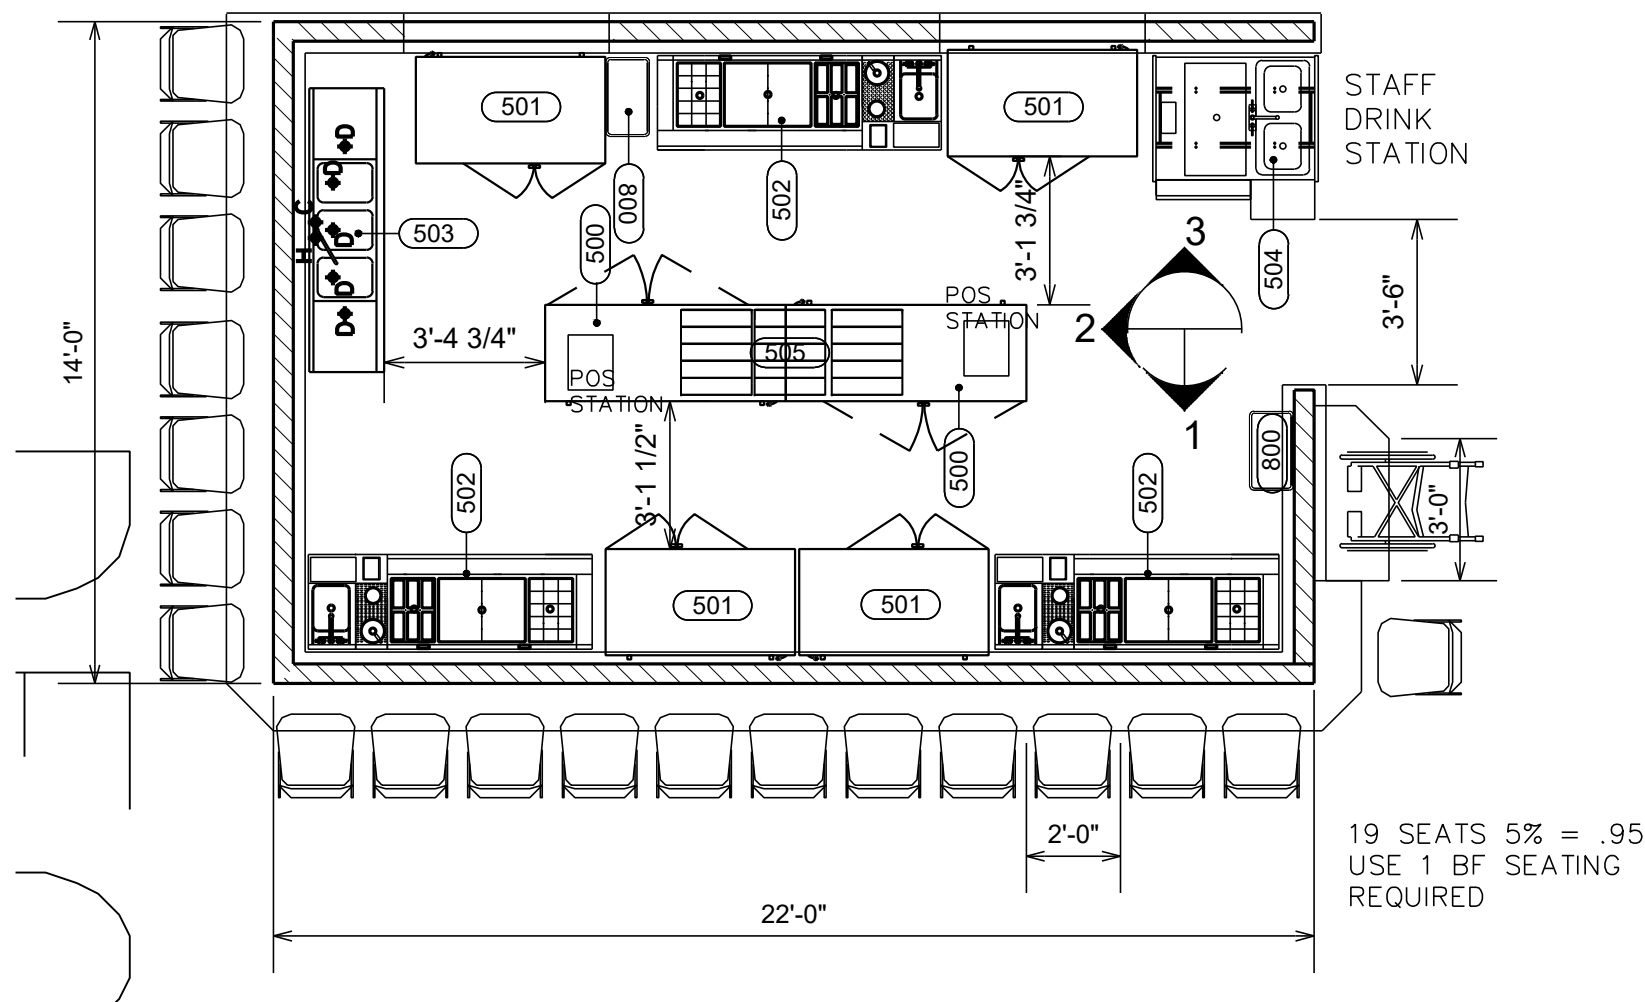 501
501
STAFF
DRINK
STATION
D
D
C
H
D
D
D
503
008
502
500
3'-1 3/4"
504
3
2
1
3'-6"
14'-0"
3'-4 3/4"
POS
STATION
505
POS
STATION
3'-1 1/2"
500
800
3'-0"
502
502
501
501
2'-0"
22'-0"
19 SEATS 5% = .95
USE 1 BF SEATING
REQUIRED